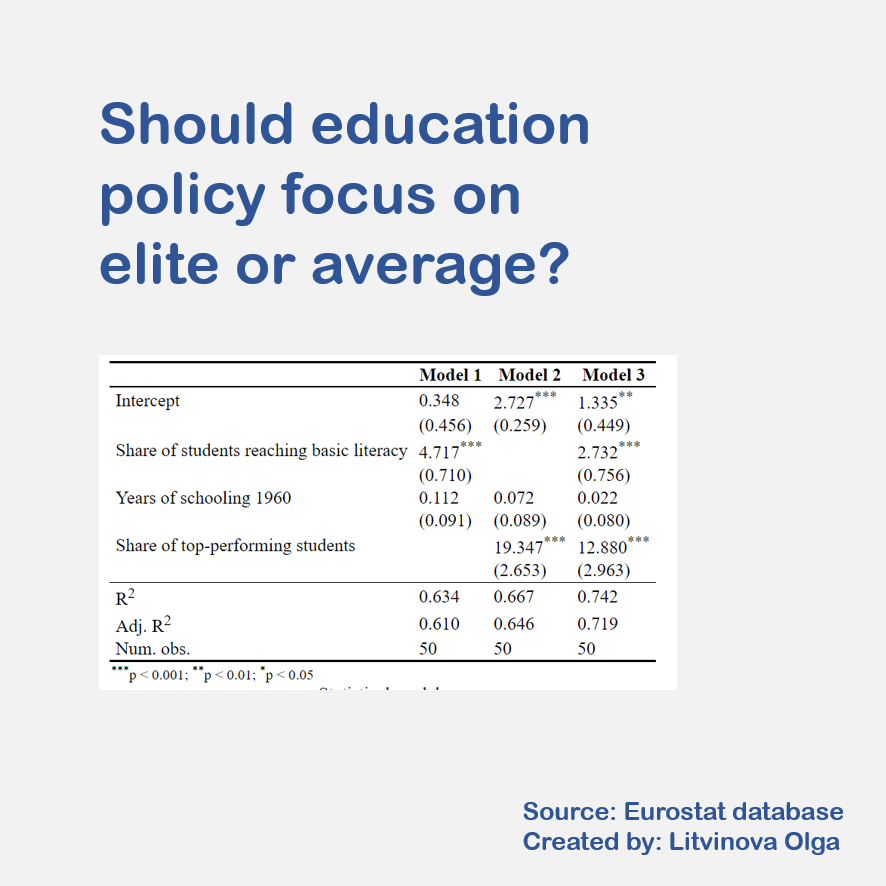 Should education
policy focus on
elite or average?
Model 1 Model 2 Model 3
Intercept 0.348 2.727*** 1.335**
(0.456) (0.259) (0.449)
Share of students reaching basic literacy 4.717*** 2.732***
(0.710) (0.756)
Years of schooling 1960 0.112 0.072 0.022
(0.091) (0.089) (0.080)
Share of top-performing students 19.347*** 12.880***
(2.653) (2.963)
R2 0.634 0.667 0.742
Adj. R2 0.610 0.646 0.719
Num. obs. 50 50 50
***p < 0.001; **p < 0.01; *p < 0.05
Source: Eurostat database
Created by: Litvinova Olga